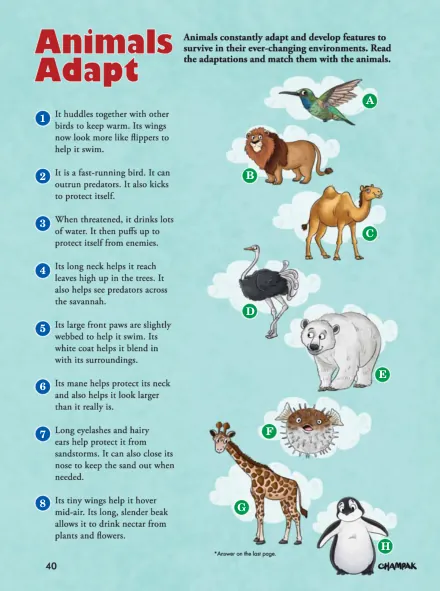 Animals
Adapt
Animals constantly adapt and develop features to
survive in their ever-changing environments. Read
the adaptations and match them with the animals.
1 It huddles together with other
birds to keep warm. Its wings
now look more like flippers to
help it swim.
2 It is a fast-running bird. It can
outrun predators. It also kicks
to protect itself.
3 When threatened, it drinks lots
of water. It then puffs up to
protect itself from enemies.
4 Its long neck helps it reach
leaves high up in the trees. It
also helps see predators across
the savannah.
5 Its large front paws are slightly
webbed to help it swim. Its
white coat helps it blend in
with its surroundings.
6 Its mane helps protect its neck
and also helps it look larger
than it really is.
7 Long eyelashes and hairy
ears help protect it from
sandstorms. It can also close its
nose to keep the sand out when
needed.
8 Its tiny wings help it hover
mid-air. Its long, slender beak
allows it to drink nectar from
plants and flowers.
A
B
C
D
E
F
G
H
*Answer on the last page.
40
CHAMPAK